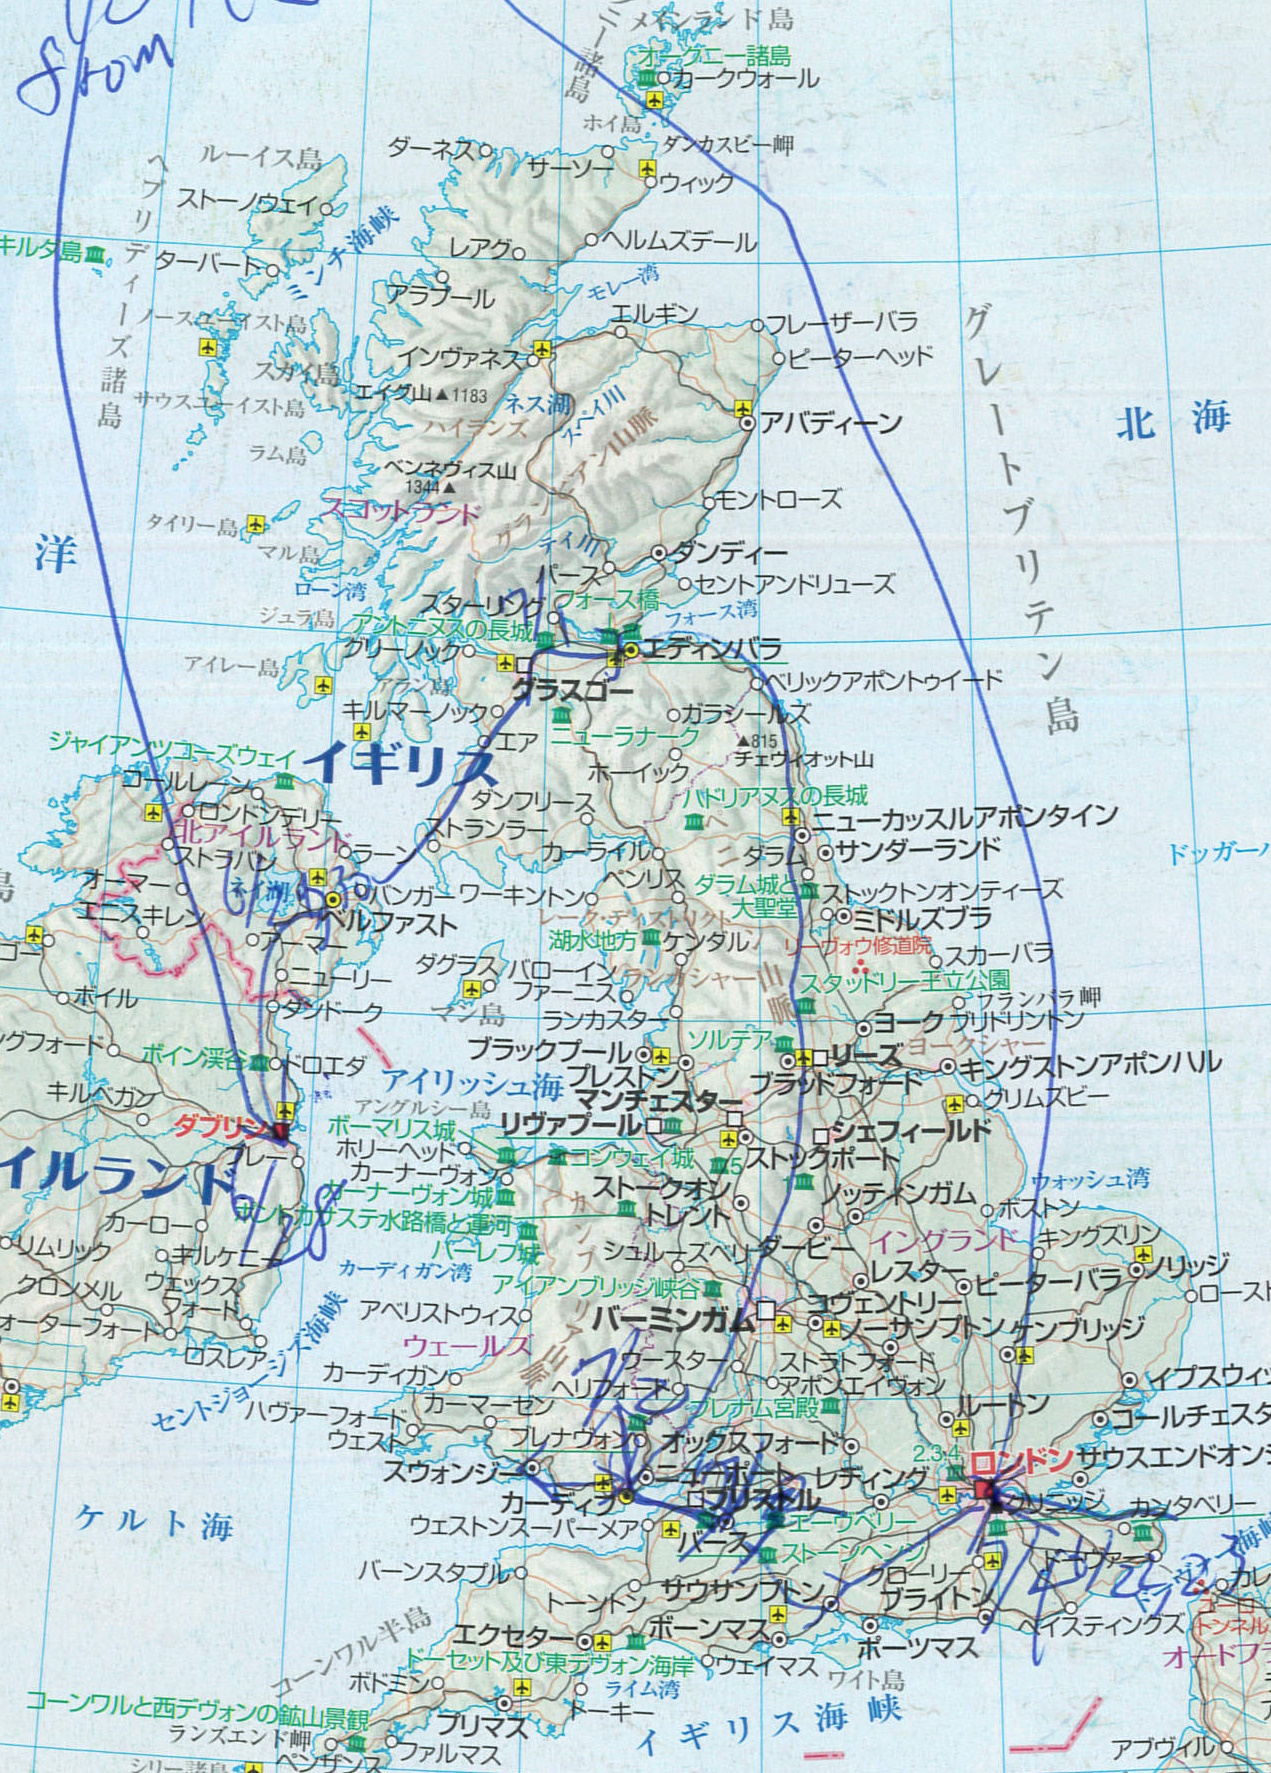 from
メインランド島
オークニー諸島
カークウォール
ホイ島
ダンカスビー岬
ダーネス
サーソー
ウィック
ルーイス島
ストーノウェイ
ヘブリディーズ諸島
ミンチ海峡
キルダ島
ターバート
レアグ
ヘルムズデール
アラプール
モレー湾
エルギン
フレーザーバラ
ピーターヘッド
ノースユーイスト島
スカイ島
インヴァネス
エイグ山▲1183
ネス湖
スペイ川
サウスユーイスト島
ハイランズ
アバディーン
グレートブリテン島
北海
ラム島
ベンネヴィス山
1344▲
グランピアン山脈
モントローズ
スコットランド
タイリー島
マル島
洋
テイ川
ダンディー
パース
セントアンドリューズ
ローン湾
スターリング
フォース橋
フォース湾
ジュラ島
アントニヌスの長城
グリーノック
エディンバラ
アイレー島
アラン島
グラスゴー
ベリックアポントゥイード
キルマーノック
ガラシールズ
ニューラナーク
▲815
チェヴィオット山
ジャイアンツコーズウェイ
イギリス
エア
ホーイック
コールレーン
ダンフリース
ハドリアヌスの長城
ロンドンデリー
ニューカッスルアポンタイン
北アイルランド
ストランラー
ストラバン
ラーン
カーライル
ダラム
サンダーランド
ドッガー
オーマー
ネイ湖
バンガー
ワーキントン
ペンリス
ダラム城と
大聖堂
ストックトンオンティーズ
エニスキレン
ベルファスト
レーク・ディストリクト
ミドルズブラ
アーマー
湖水地方
ケンダル
リーヴォウ修道院
スカーバラ
ニューリー
ダグラス
バローイン
ファーニス
ランカシャー
スタッドリー王立公園
ボイル
ダンドーク
マン島
ランカスター
フランバラ岬
ヨーク
ブリドリントン
ングフォード
ボイン渓谷
ドロエダ
ブラックプール
ソルテア
リーズ
ヨークシャー
アイリッシュ海
プレストン
ブラッドフォード
キングストンアポンハル
キルベガン
アングルシー島
マンチェスター
グリムズビー
ダブリン
ボーマリス城
リヴァプール
シェフィールド
ブレー
ホリーヘッド
コンウェイ城
ストックポート
イルランド
カーナーヴォン
カーナーヴォン城
ストークオン
トレント
ノッティンガム
ボストン
ウォッシュ湾
ポントカサステ水路橋と運河
ハーレフ城
カーロー
シュルーズベリー
ダービー
イングランド
キングズリン
リムリック
キルケニー
カーディガン湾
アイアンブリッジ峡谷
レスター
ピーターバラ
ノリッジ
クロンメル
ウェックス
フォード
アベリストウィス
バーミンガム
コヴェントリー
ノーサンプトン
ケンブリッジ
ロースト
オーターフォード
ロスレア
ウェールズ
セントジョージズ海峡
カーディガン
ウースター
ストラトフォード
アポンエイヴォン
ヘリフォード
イプスウィッ
ハヴァーフォード
ウェスト
カーマーセン
ブレナム宮殿
ルートン
コールチェスタ
ブレナヴォン
オックスフォード
2.3.4
ロンドン
サウスエンドオンシ
スウォンジー
ニューポート
レディング
カーディフ
ブリストル
グリニッジ
カンタベリー
ケルト海
ウェストンスーパーメア
エーヴベリー
バース
ストーンヘンジ
ドーヴァー
バーンスタプル
クローリー
カレ
トーントン
サウサンプトン
ブライトン
ヘイスティングズ
ユーロ
トンネル
コーンワル半島
エクセター
ボーンマス
ポーツマス
オードフラ
ドーセット及び東デヴォン海岸
ウェイマス
ワイト島
ボドミン
ライム湾
コーンワルと西デヴォンの鉱山景観
トーキー
プリマス
イギリス海峡
ランズエンド岬
ペンザンス
ファルマス
アブヴィル
シリー諸島